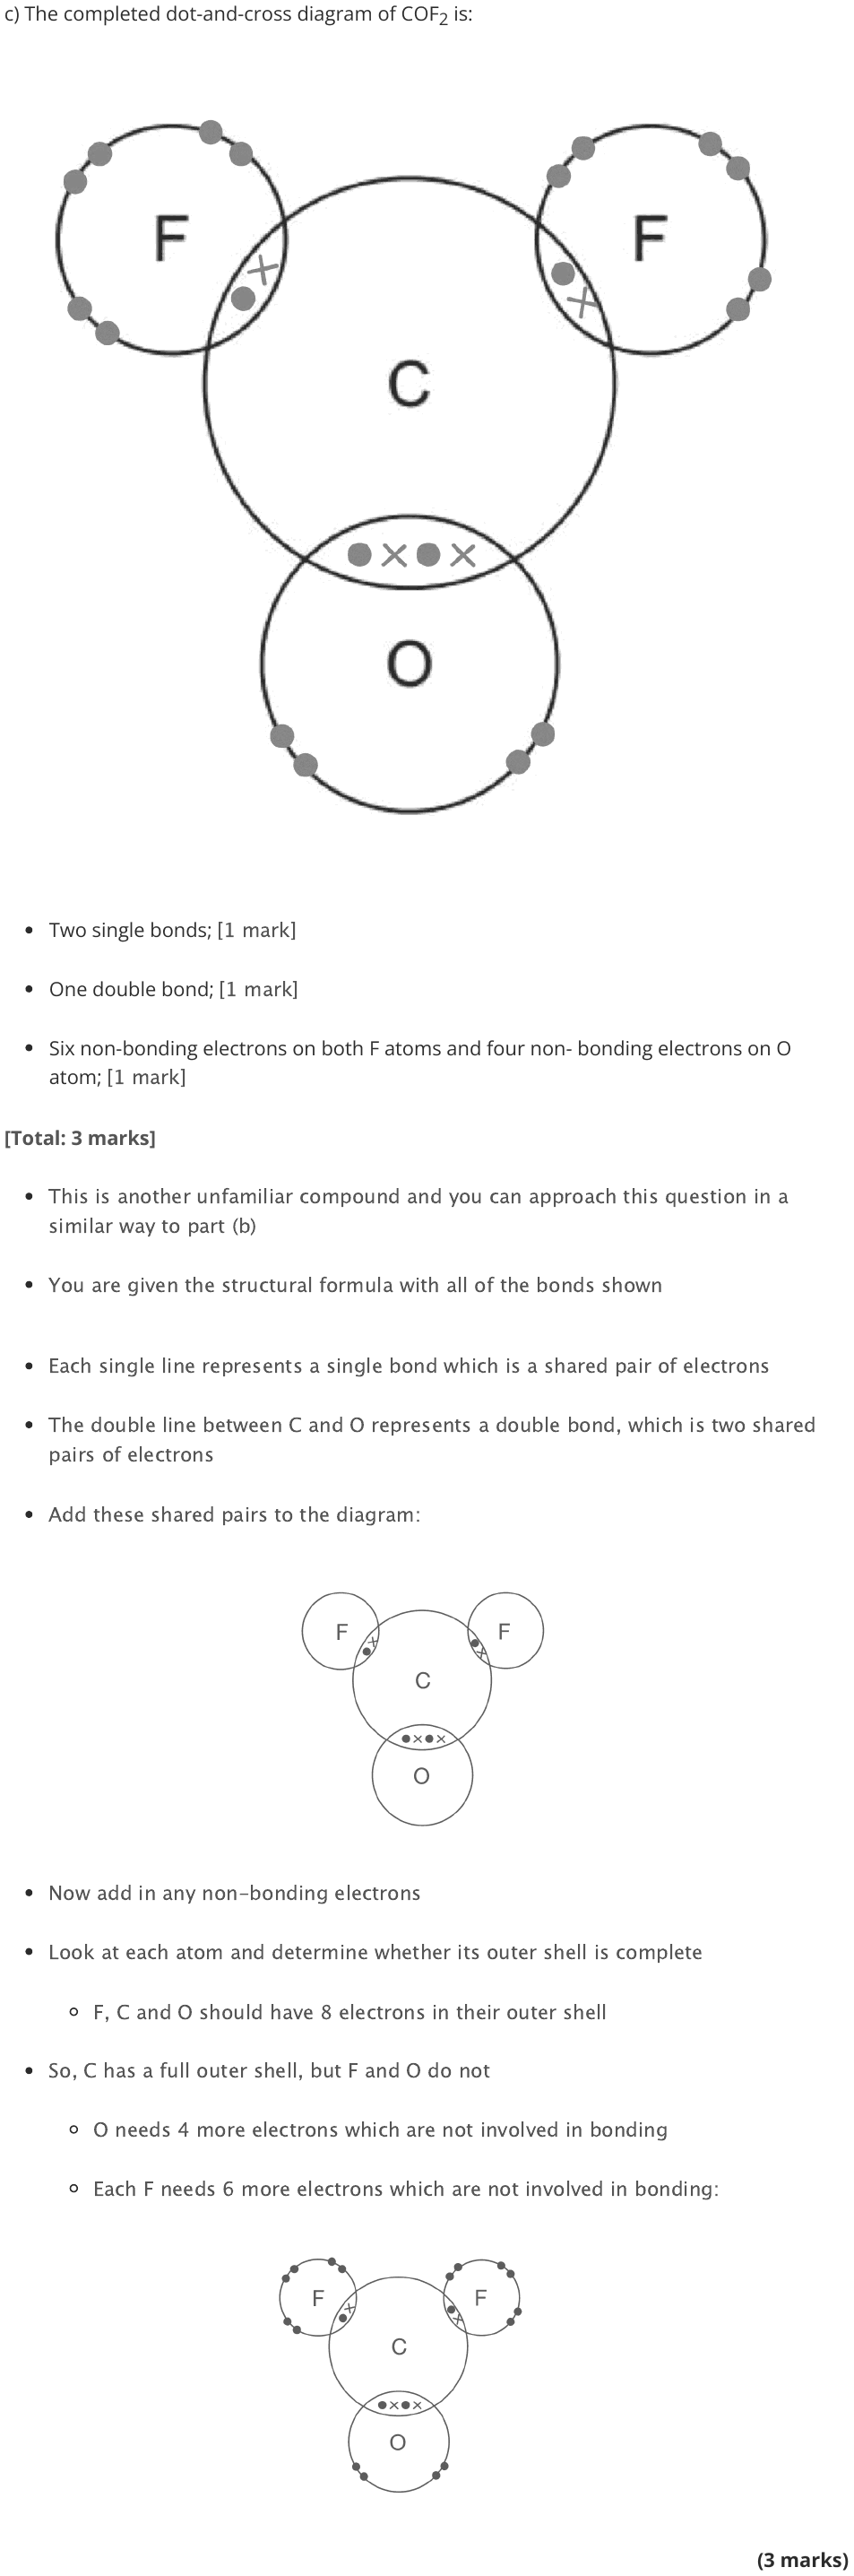 c) The completed dot-and-cross diagram of COF₂ is:
F
F
C
O
• Two single bonds; [1 mark]
• One double bond; [1 mark]
• Six non-bonding electrons on both F atoms and four non- bonding electrons on O
atom; [1 mark]
[Total: 3 marks]
• This is another unfamiliar compound and you can approach this question in a
similar way to part (b)
• You are given the structural formula with all of the bonds shown
• Each single line represents a single bond which is a shared pair of electrons
• The double line between C and O represents a double bond, which is two shared
pairs of electrons
• Add these shared pairs to the diagram:
F
F
C
O
• Now add in any non-bonding electrons
• Look at each atom and determine whether its outer shell is complete
◦ F, C and O should have 8 electrons in their outer shell
• So, C has a full outer shell, but F and O do not
◦ O needs 4 more electrons which are not involved in bonding
◦ Each F needs 6 more electrons which are not involved in bonding:
F
F
C
O
(3 marks)